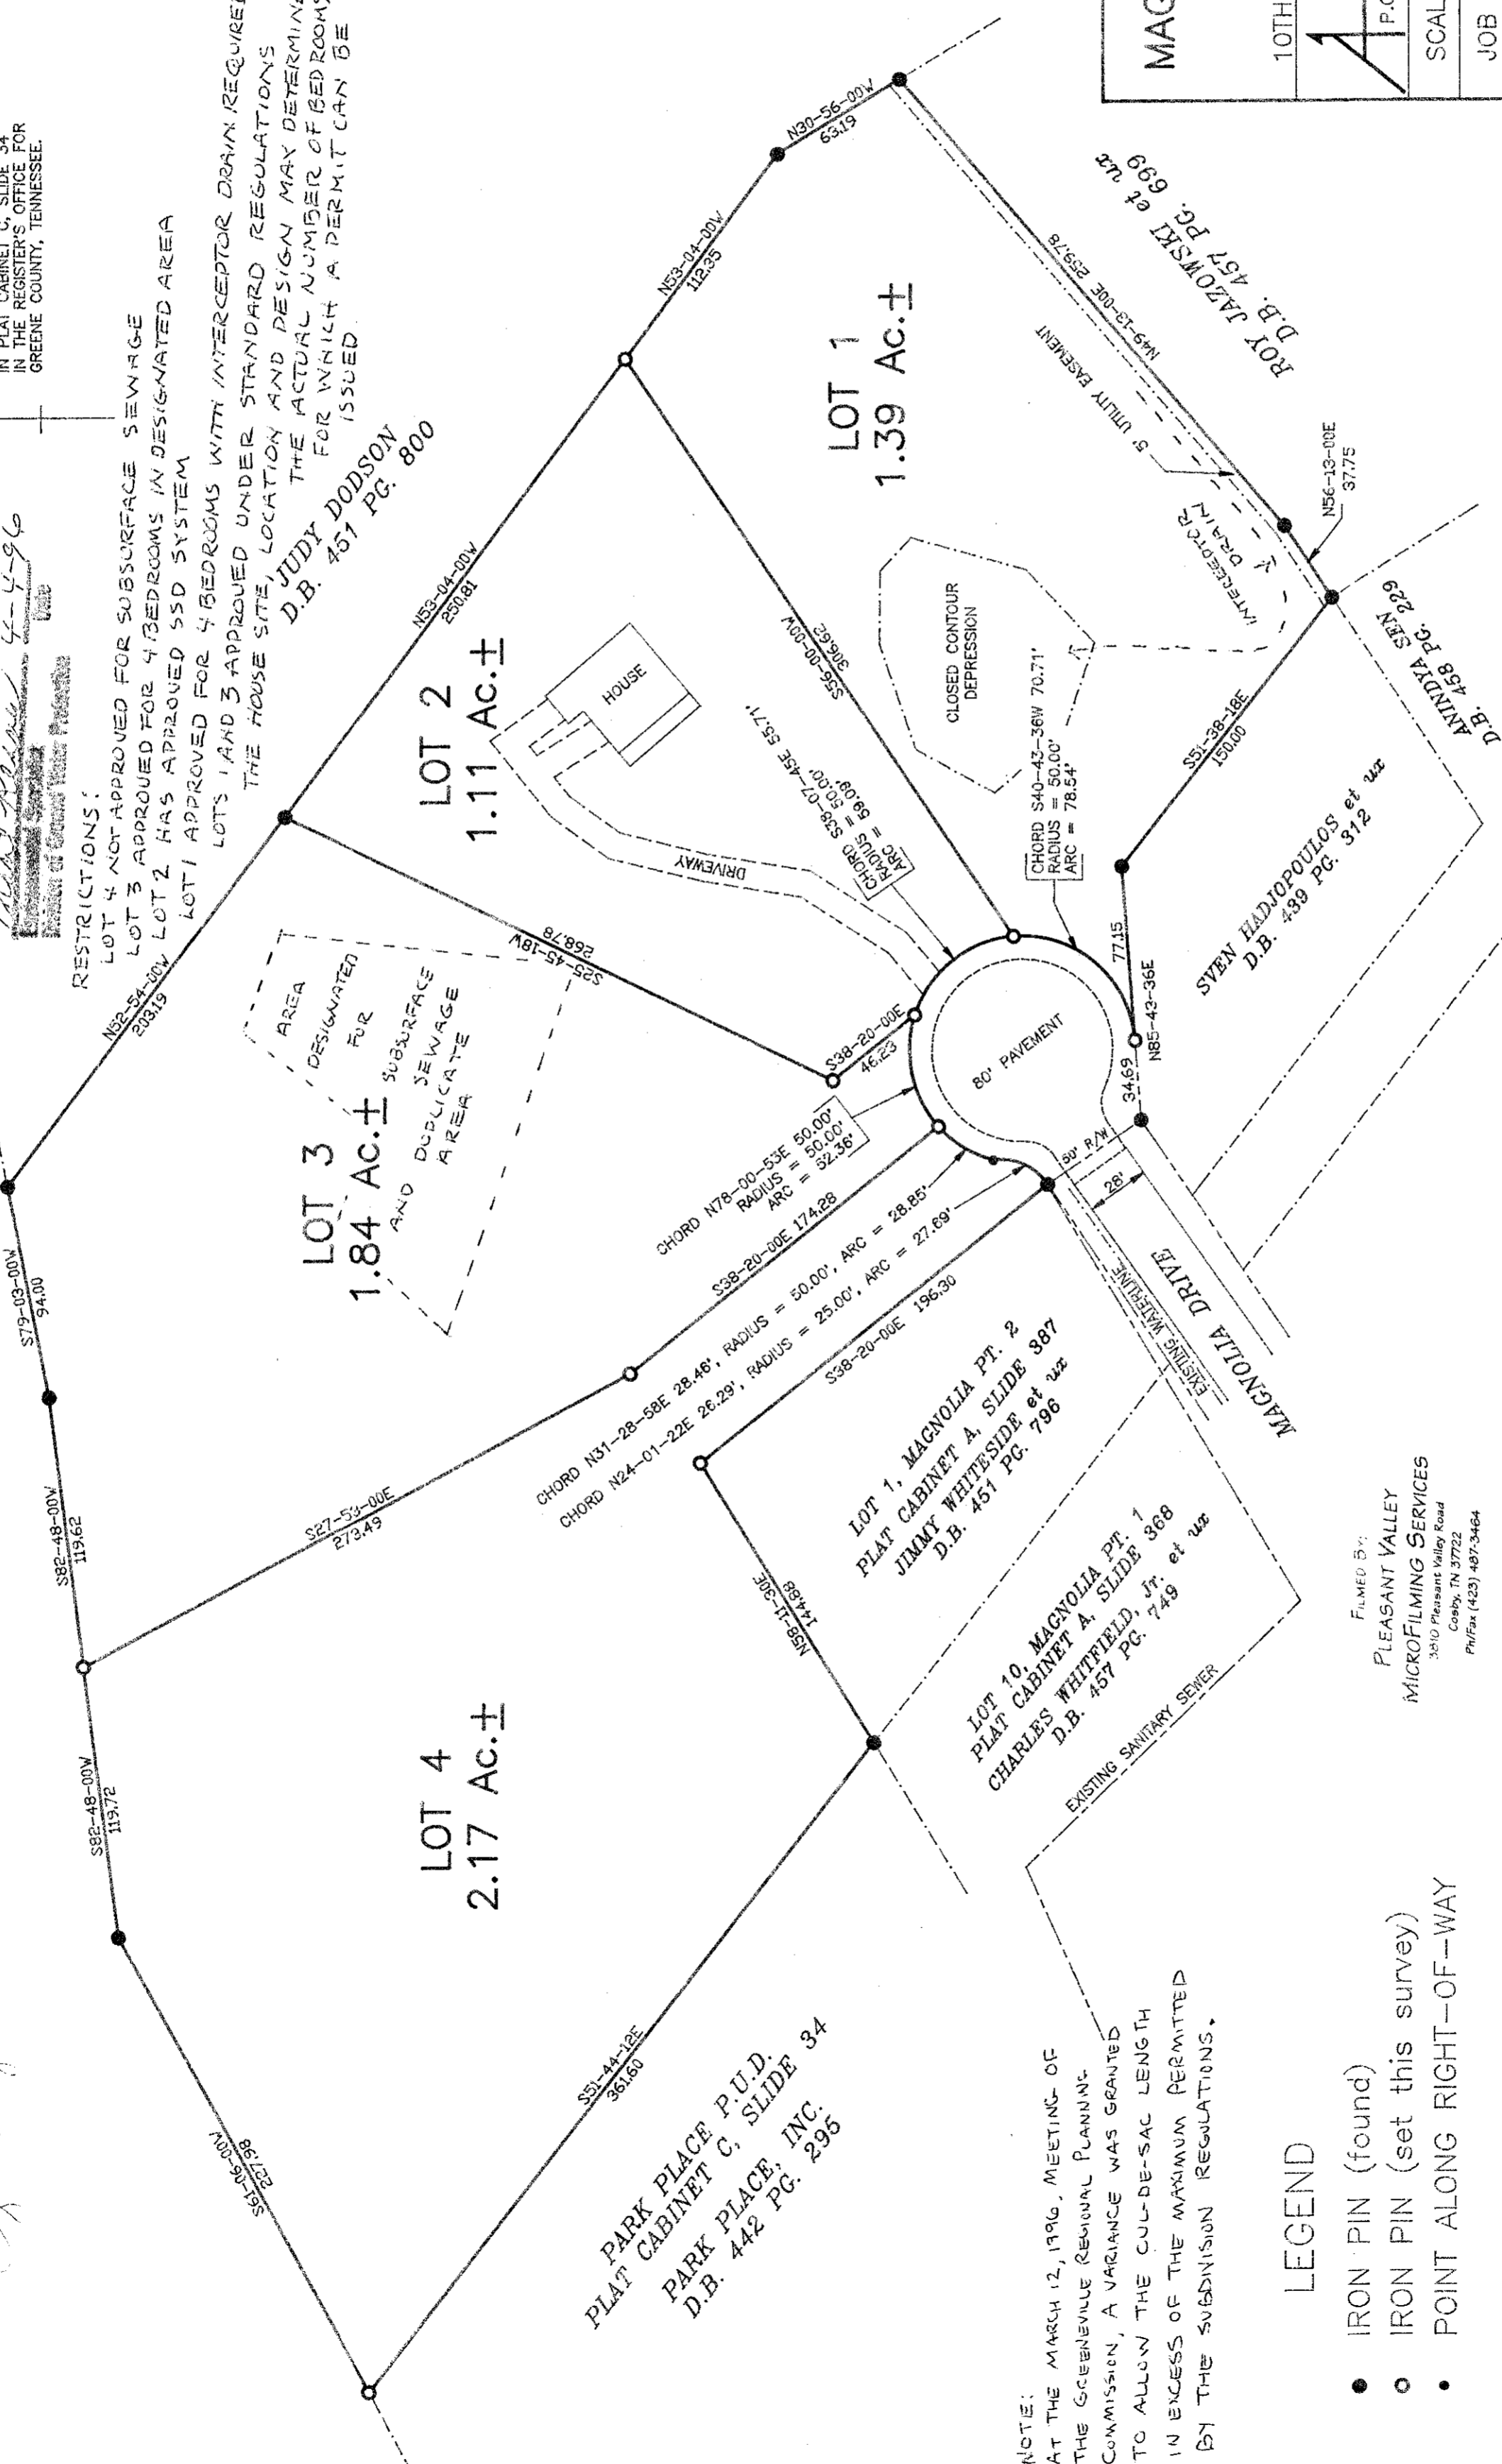 IN PLAT CABINET C, SLIDE 34
IN THE REGISTER'S OFFICE FOR
GREENE COUNTY, TENNESSEE.
4-4-96
Date
Division of Ground Water Protection
RESTRICTIONS:
LOT 4 NOT APPROVED FOR SUBSURFACE SEWAGE
LOT 3 APPROVED FOR 4 BEDROOMS IN DESIGNATED AREA
LOT 2 HAS APPROVED SSD SYSTEM
LOT 1 APPROVED FOR 4 BEDROOMS WITH INTERCEPTOR DRAIN REQUIRED
LOTS 1 AND 3 APPROVED UNDER STANDARD REGULATIONS
THE HOUSE SITE, LOCATION AND DESIGN MAY DETERMINE
THE ACTUAL NUMBER OF BEDROOMS
FOR WHICH A PERMIT CAN BE
ISSUED.
JUDY DODSON
D.B. 451 PG. 800
S61-06-00W
227.98
S82-48-00W
119.72
S82-48-00W
119.62
S79-03-00W
94.00
N52-54-00W
203.19
N53-04-00W
250.81
N53-04-00W
112.35
N30-56-00W
63.19
LOT 4
2.17 Ac.±
LOT 3
1.84 Ac.±
AREA
DESIGNATED
FOR
SUBSURFACE
SEWAGE
AND DUPLICATE
AREA
LOT 2
1.11 Ac.±
HOUSE
DRIVEWAY
LOT 1
1.39 Ac.±
CLOSED CONTOUR
DEPRESSION
INTERCEPTOR
DRAIN
5' UTILITY EASEMENT
N49-13-00E 259.78
N56-13-00E
37.75
ROY JAZOWSKI et ux
D.B. 457 PG. 699
S27-53-00E
273.49
S25-45-18W
268.78
S38-20-00E
46.23
S56-00-00W
306.62
CHORD S38-07-45E 55.71'
RADIUS = 50.00'
ARC = 59.09'
CHORD S40-43-36W 70.71'
RADIUS = 50.00'
ARC = 78.54'
CHORD N78-00-53E 50.00'
RADIUS = 50.00'
ARC = 52.36'
S38-20-00E 174.28
CHORD N31-28-58E 28.46', RADIUS = 50.00', ARC = 28.85'
CHORD N24-01-22E 26.29', RADIUS = 25.00', ARC = 27.69'
S38-20-00E 196.30
80' PAVEMENT
34.69
77.15
N85-43-36E
S51-38-18E
150.00
50' R/W
28'
EXISTING WATERLINE
MAGNOLIA DRIVE
SVEN HADJOPOULOS et ux
D.B. 439 PG. 312
ANINDYA SEN
D.B. 458 PG. 229
N58-11-30E
144.88
S51-44-12E
361.60
LOT 1, MAGNOLIA PT. 2
PLAT CABINET A, SLIDE 387
JIMMY WHITESIDE et ux
D.B. 451 PG. 796
LOT 10, MAGNOLIA PT. 1
PLAT CABINET A, SLIDE 368
CHARLES WHITFIELD, Jr. et ux
D.B. 457 PG. 749
EXISTING SANITARY SEWER
PARK PLACE P.U.D.
PLAT CABINET C, SLIDE 34
PARK PLACE, INC.
D.B. 442 PG. 295
NOTE:
AT THE MARCH 12, 1996, MEETING OF
THE GREENEVILLE REGIONAL PLANNING
COMMISSION, A VARIANCE WAS GRANTED
TO ALLOW THE CUL-DE-SAC LENGTH
IN EXCESS OF THE MAXIMUM PERMITTED
BY THE SUBDIVISION REGULATIONS.
LEGEND
IRON PIN (found)
IRON PIN (set this survey)
POINT ALONG RIGHT-OF-WAY
FILMED BY:
PLEASANT VALLEY
MICROFILMING SERVICES
3810 Pleasant Valley Road
Cosby, TN 37722
Ph/Fax (423) 487-3464
MAG
10TH
P.O
SCAL
JOB